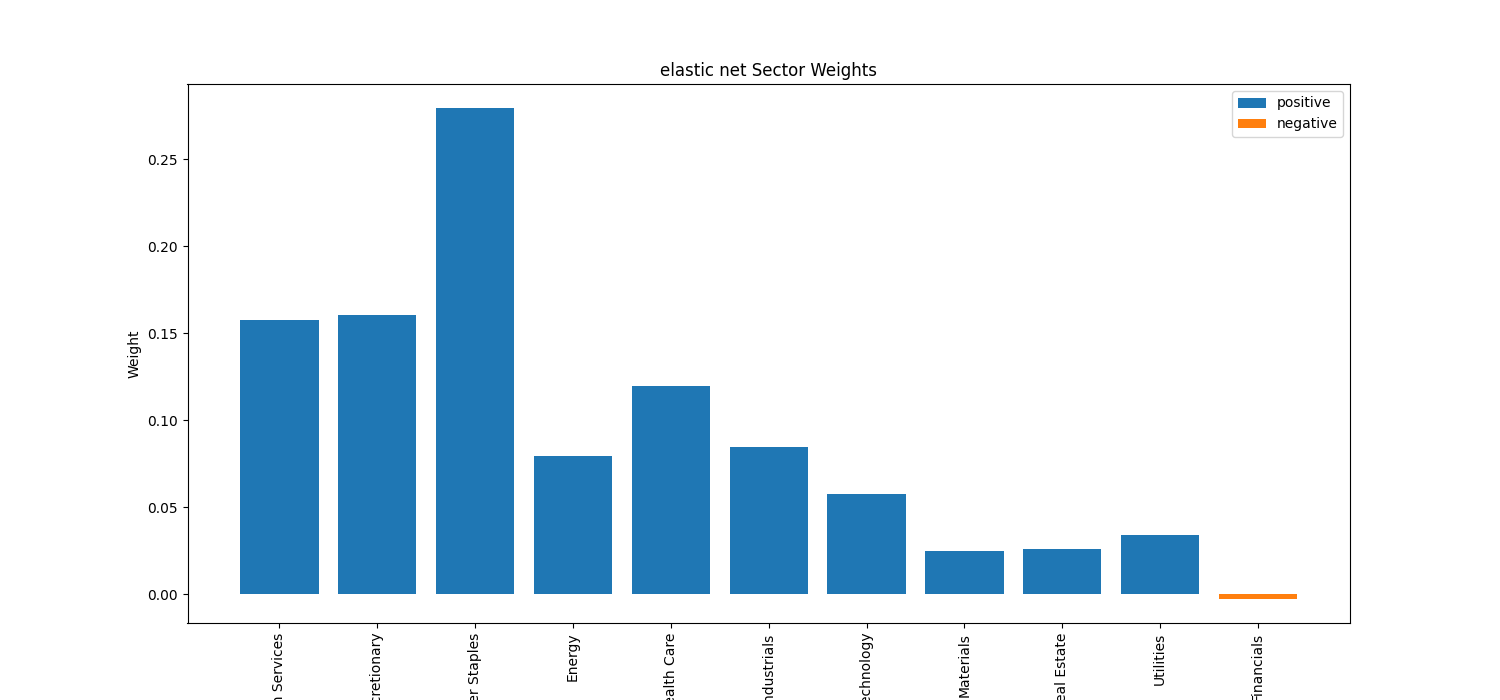 elastic net Sector Weights
positive
negative
Weight
0.25
0.20
0.15
0.10
0.05
0.00
n Services
cretionary
er Staples
Energy
ealth Care
ndustrials
echnology
Materials
eal Estate
Utilities
Financials